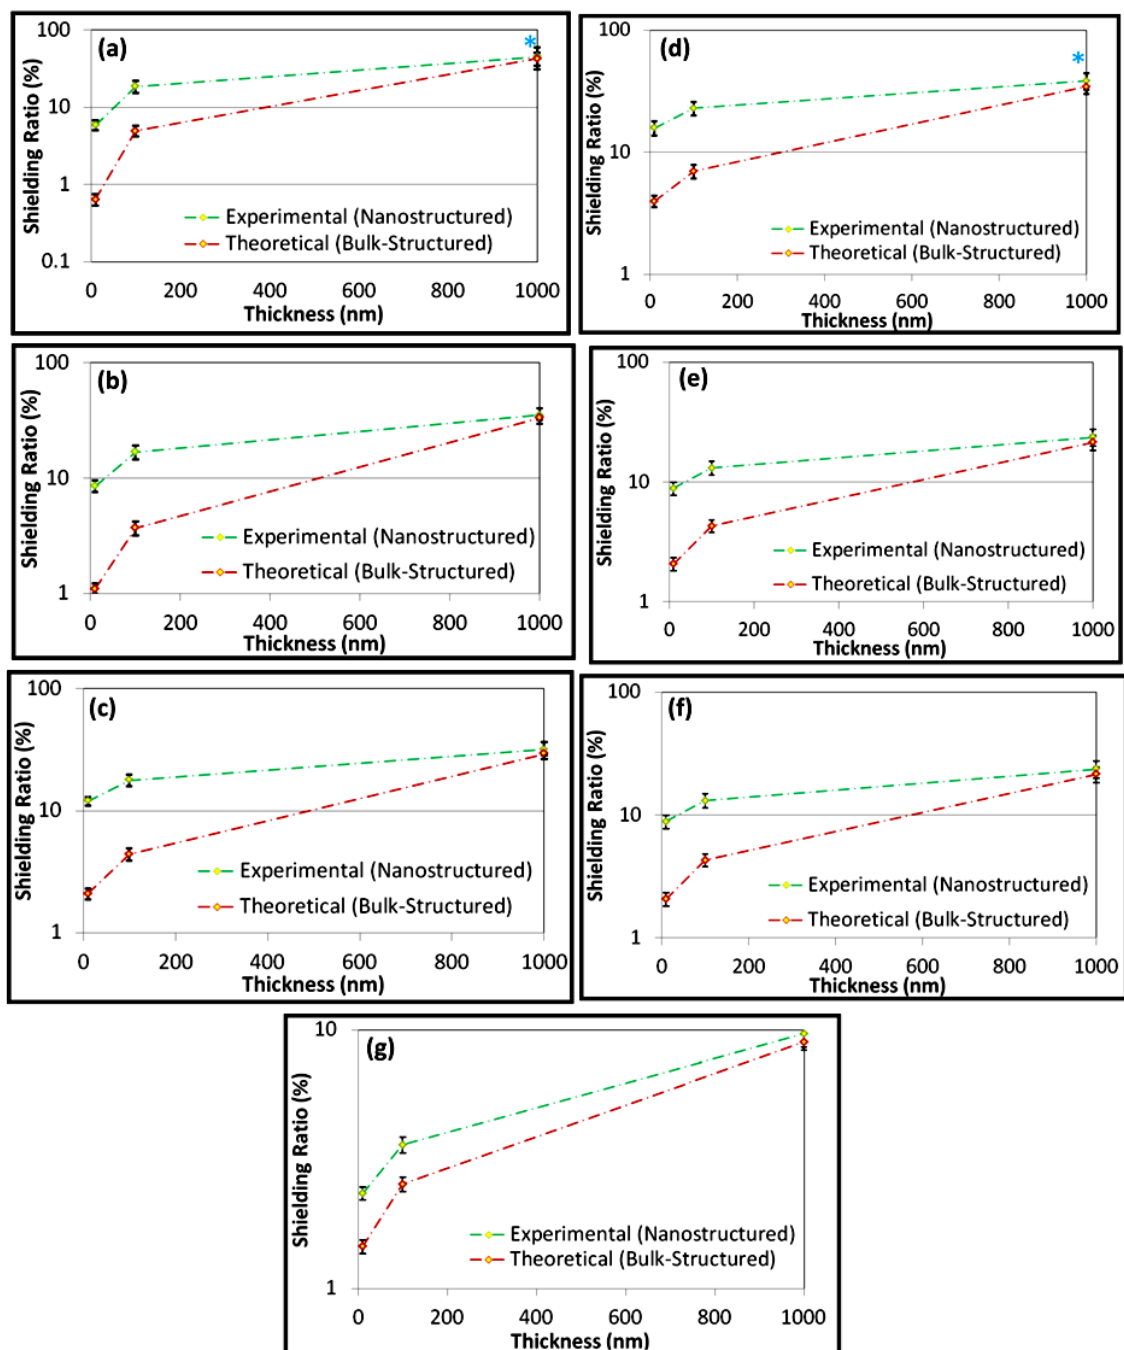 (a)
*
Shielding Ratio (%)
100
10
1
0.1
Experimental (Nanostructured)
Theoretical (Bulk-Structured)
0 200 400 600 800 1000
Thickness (nm)
(d)
*
Shielding Ratio (%)
100
10
1
Experimental (Nanostructured)
Theoretical (Bulk-Structured)
0 200 400 600 800 1000
Thickness (nm)
(b)
Shielding Ratio (%)
100
10
1
Experimental (Nanostructured)
Theoretical (Bulk-Structured)
0 200 400 600 800 1000
Thickness (nm)
(e)
Shielding Ratio (%)
100
10
1
Experimental (Nanostructured)
Theoretical (Bulk-Structured)
0 200 400 600 800 1000
Thickness (nm)
(c)
Shielding Ratio (%)
100
10
1
Experimental (Nanostructured)
Theoretical (Bulk-Structured)
0 200 400 600 800 1000
Thickness (nm)
(f)
Shielding Ratio (%)
100
10
1
Experimental (Nanostructured)
Theoretical (Bulk-Structured)
0 200 400 600 800 1000
Thickness (nm)
(g)
Shielding Ratio (%)
10
1
Experimental (Nanostructured)
Theoretical (Bulk-Structured)
0 200 400 600 800 1000
Thickness (nm)